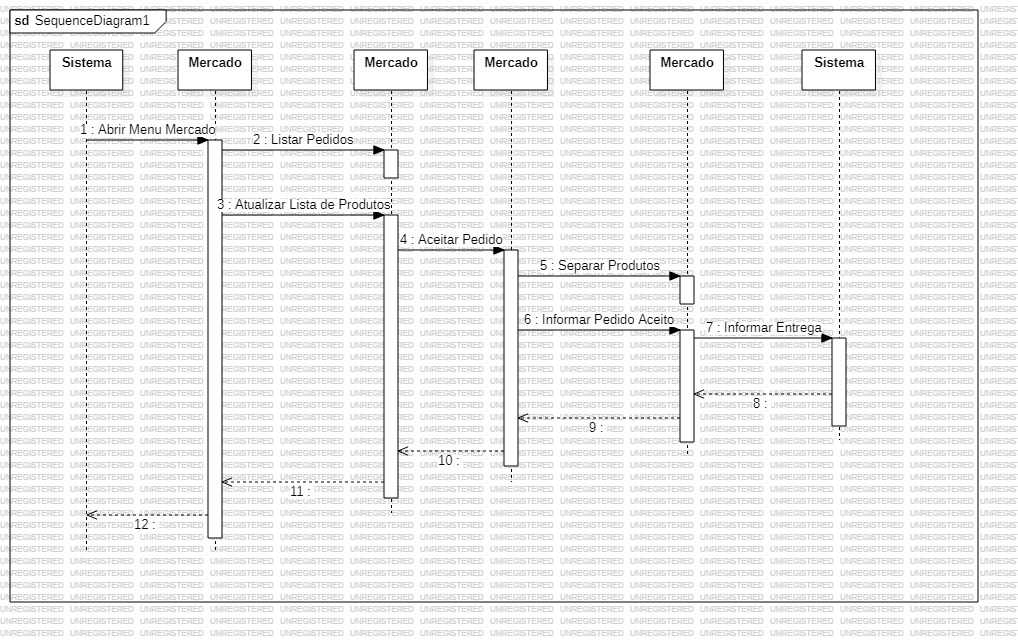 sd SequenceDiagram1
Sistema
Mercado
Mercado
Mercado
Mercado
Sistema
1 : Abrir Menu Mercado
2 : Listar Pedidos
3 : Atualizar Lista de Produtos
4 : Aceitar Pedido
5 : Separar Produtos
6 : Informar Pedido Aceito
7 : Informar Entrega
8 :
9 :
10 :
11 :
12 :
UNREGISTERED